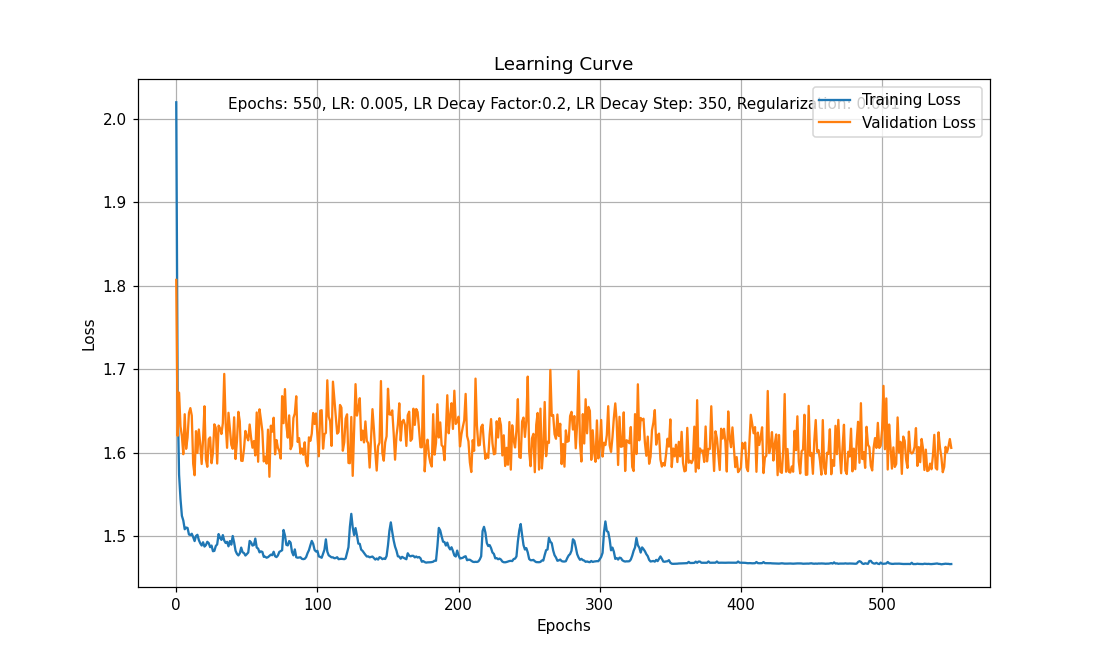 Learning Curve
Epochs: 550, LR: 0.005, LR Decay Factor:0.2, LR Decay Step: 350, Regularization: 0.001
Training Loss
Validation Loss
2.0
1.9
1.8
1.7
1.6
1.5
Loss
0 100 200 300 400 500
Epochs